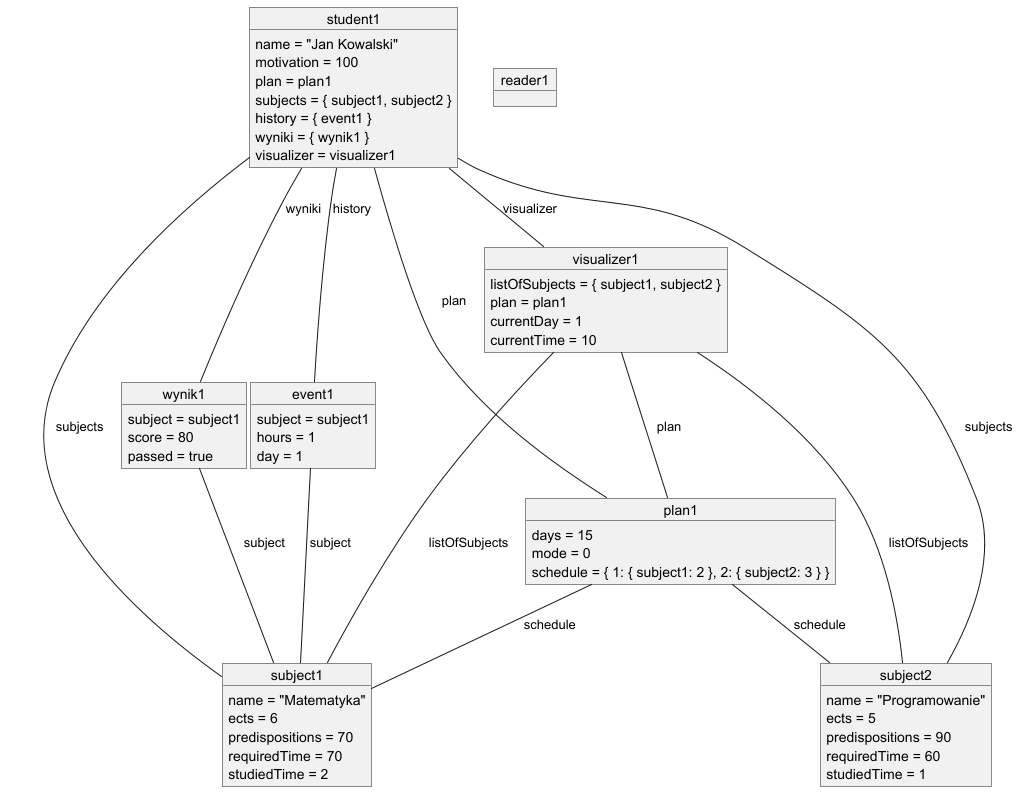 student1
name = "Jan Kowalski"
motivation = 100
plan = plan1
subjects = { subject1, subject2 }
history = { event1 }
wyniki = { wynik1 }
visualizer = visualizer1
reader1
wyniki
history
visualizer
visualizer1
listOfSubjects = { subject1, subject2 }
plan = plan1
currentDay = 1
currentTime = 10
plan
wynik1
subject = subject1
score = 80
passed = true
event1
subject = subject1
hours = 1
day = 1
subjects
plan
subjects
plan1
days = 15
mode = 0
schedule = { 1: { subject1: 2 }, 2: { subject2: 3 } }
subject
subject
listOfSubjects
listOfSubjects
schedule
schedule
subject1
name = "Matematyka"
ects = 6
predispositions = 70
requiredTime = 70
studiedTime = 2
subject2
name = "Programowanie"
ects = 5
predispositions = 90
requiredTime = 60
studiedTime = 1